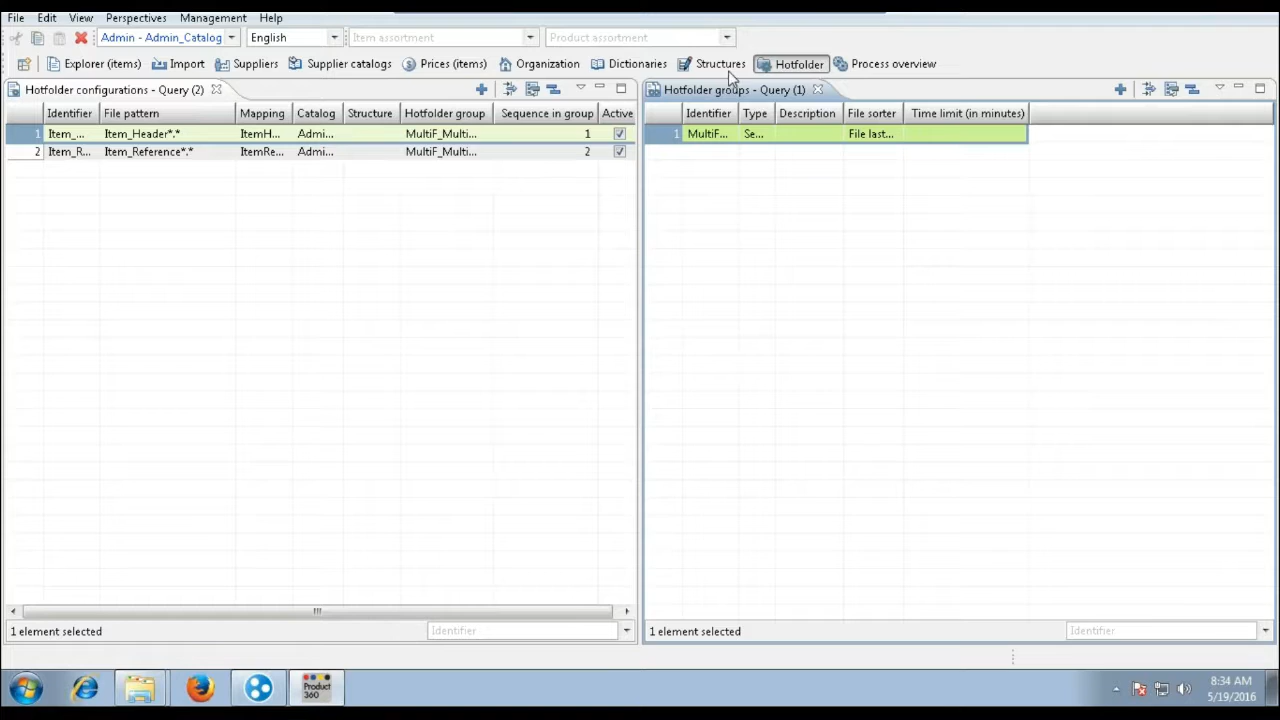 File Edit View Perspectives Management Help
Admin - Admin_Catalog English Item assortment Product assortment
Explorer (items) Import Suppliers Supplier catalogs Prices (items) Organization Dictionaries Structures Hotfolder Process overview
Hotfolder configurations - Query (2)
Identifier File pattern Mapping Catalog Structure Hotfolder group Sequence in group Active
1 Item_... Item_Header*.* ItemH... Admi... MultiF_Multi... 1
2 Item_R... Item_Reference*.* ItemRe... Admi... MultiF_Multi... 2
1 element selected Identifier
Hotfolder groups - Query (1)
Identifier Type Description File sorter Time limit (in minutes)
1 MultiF... Se... File last...
1 element selected Identifier
Product
360
8:34 AM
5/19/2016